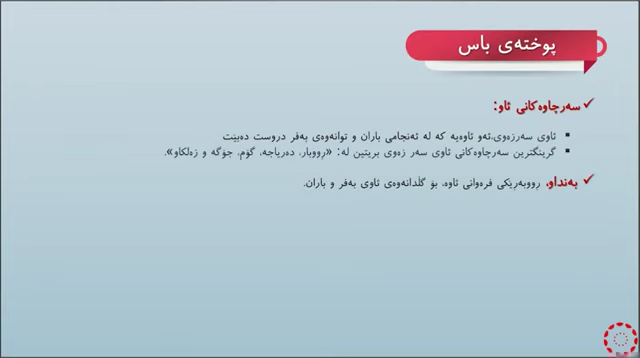 پوختەی باس
سەرچاوەکانی ئاو:
ئاوی سەرزەوی.ئەو ئاوەیە کە لە ئەنجامی باران و توانەوەی بەفر دروست دەبێت
گرینگترین سەرچاوەکانی ئاوی سەر زەوی بریتین لە: «ڕووبار، دەریاچە، گۆم، جۆگە و زەلکاو».
بەنداو، ڕووبەڕێکی فرەوانی ئاوە، بۆ گلدانەوەی ئاوی بەفر و باران.